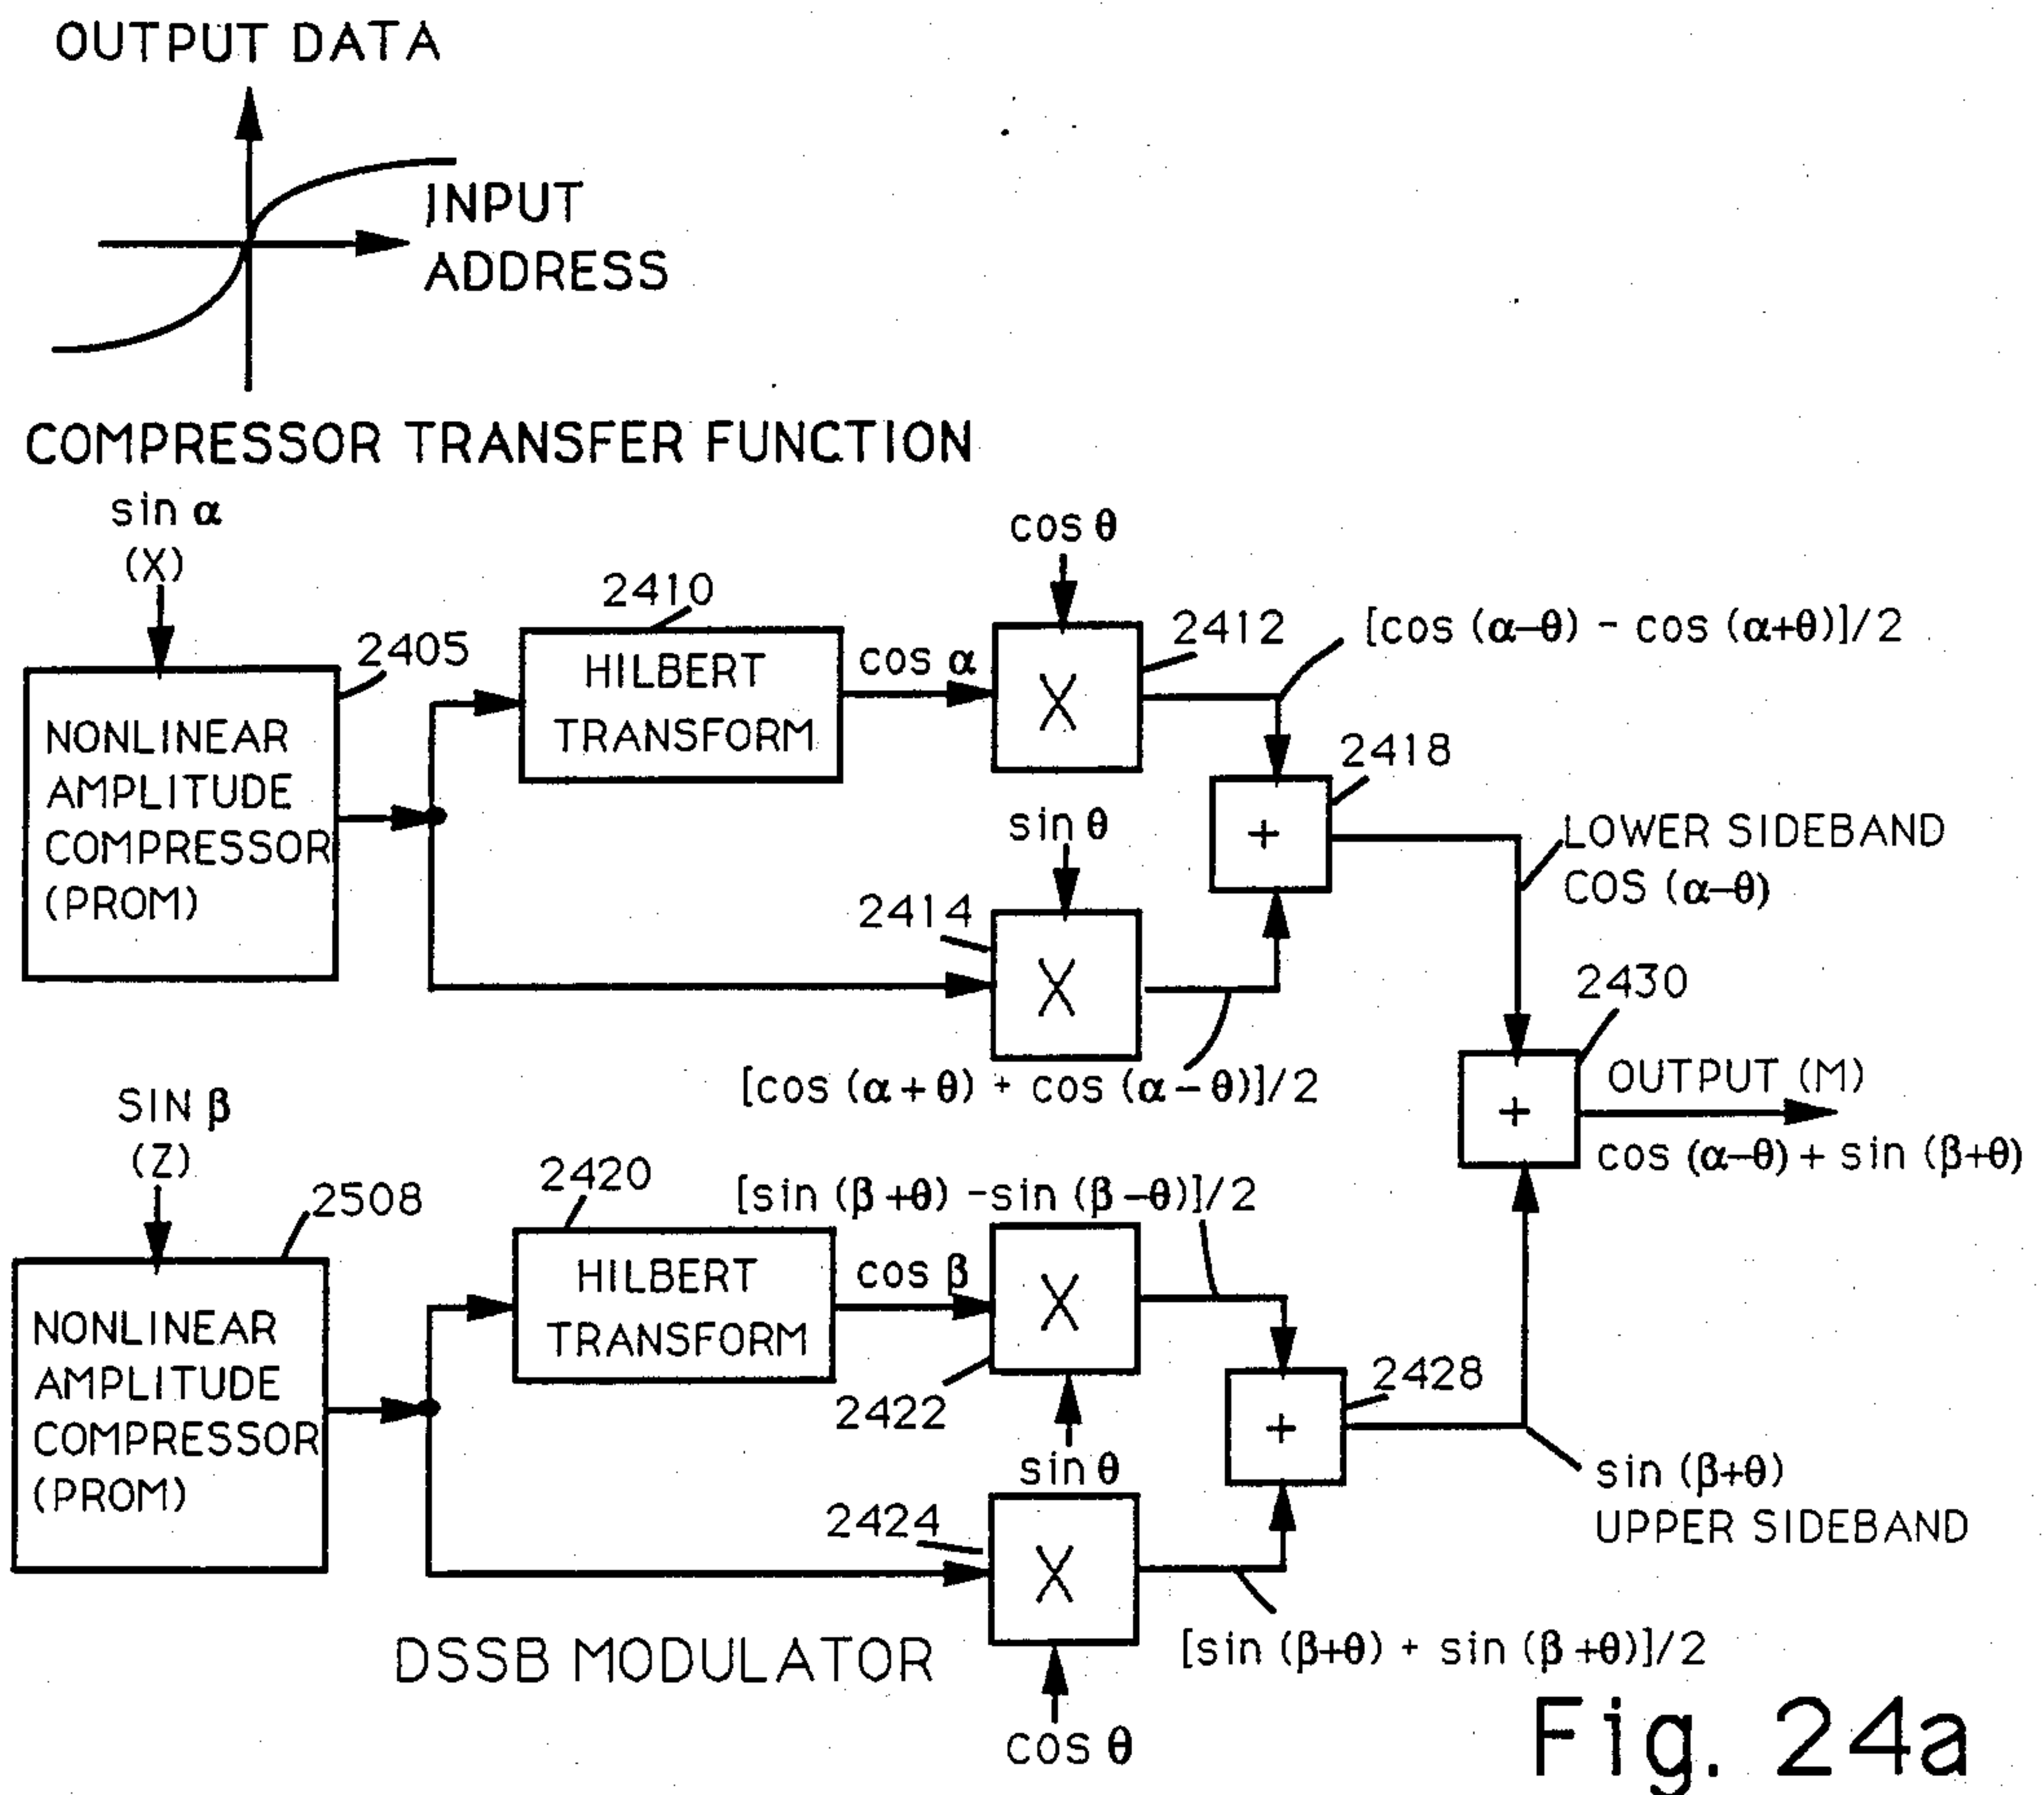 OUTPUT DATA
INPUT
ADDRESS
COMPRESSOR TRANSFER FUNCTION
sin α
(X)
cos θ
2410
2412
[cos (α−θ) - cos (α+θ)]/2
2405
HILBERT
TRANSFORM
cos α
X
NONLINEAR
AMPLITUDE
COMPRESSOR
(PROM)
2418
sin θ
+
LOWER SIDEBAND
COS (α−θ)
2414
X
2430
[cos (α + θ) + cos (α − θ)]/2
OUTPUT (M)
+
cos (α−θ) + sin (β+θ)
SIN β
(Z)
2508
2420
[sin (β +θ) -sin (β −θ)]/2
HILBERT
TRANSFORM
cos β
X
NONLINEAR
AMPLITUDE
COMPRESSOR
(PROM)
2422
2428
+
sin θ
sin (β+θ)
UPPER SIDEBAND
2424
X
DSSB MODULATOR
[sin (β+θ) + sin (β +θ)]/2
cos θ
Fig. 24a